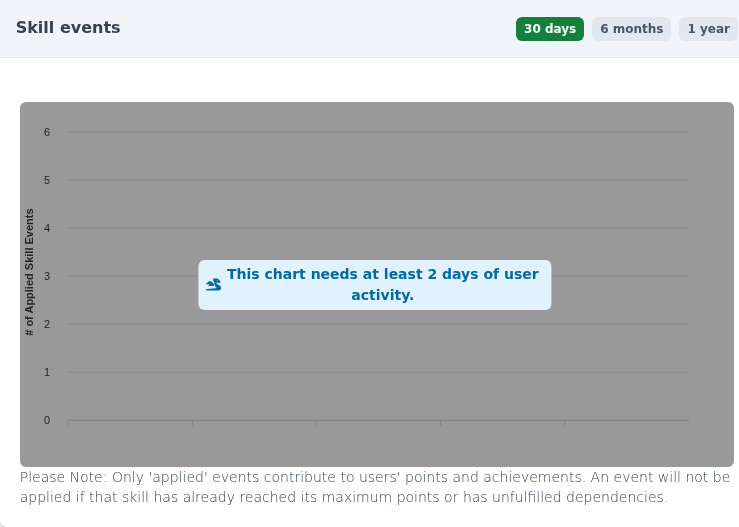 Skill events
30 days
6 months
1 year
6
5
4
3
2
1
0
# of Applied Skill Events
This chart needs at least 2 days of user
activity.
Please Note: Only 'applied' events contribute to users' points and achievements. An event will not be
applied if that skill has already reached its maximum points or has unfulfilled dependencies.